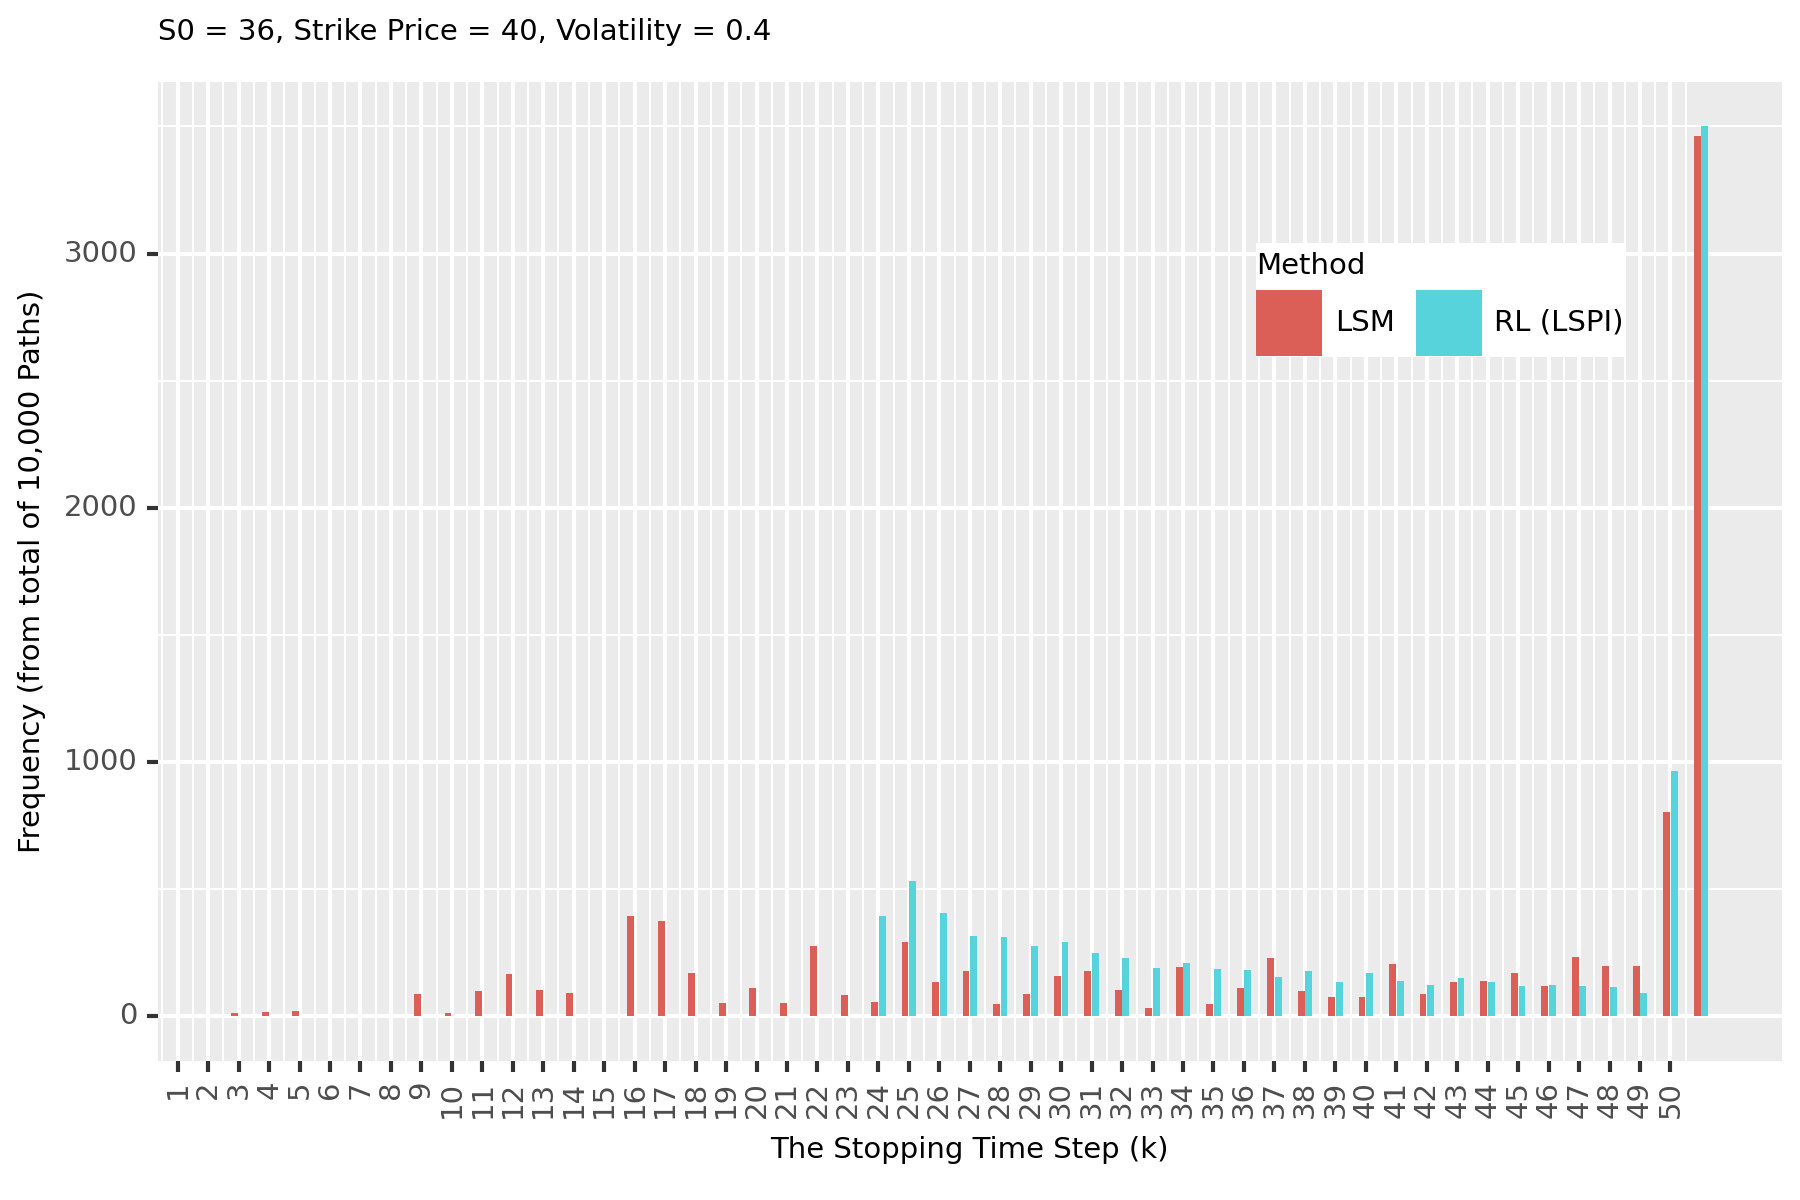 S0 = 36, Strike Price = 40, Volatility = 0.4
Frequency (from total of 10,000 Paths)
3000
2000
1000
0
Method
LSM
RL (LSPI)
1 2 3 4 5 6 7 8 9 10 11 12 13 14 15 16 17 18 19 20 21 22 23 24 25 26 27 28 29 30 31 32 33 34 35 36 37 38 39 40 41 42 43 44 45 46 47 48 49 50
The Stopping Time Step (k)